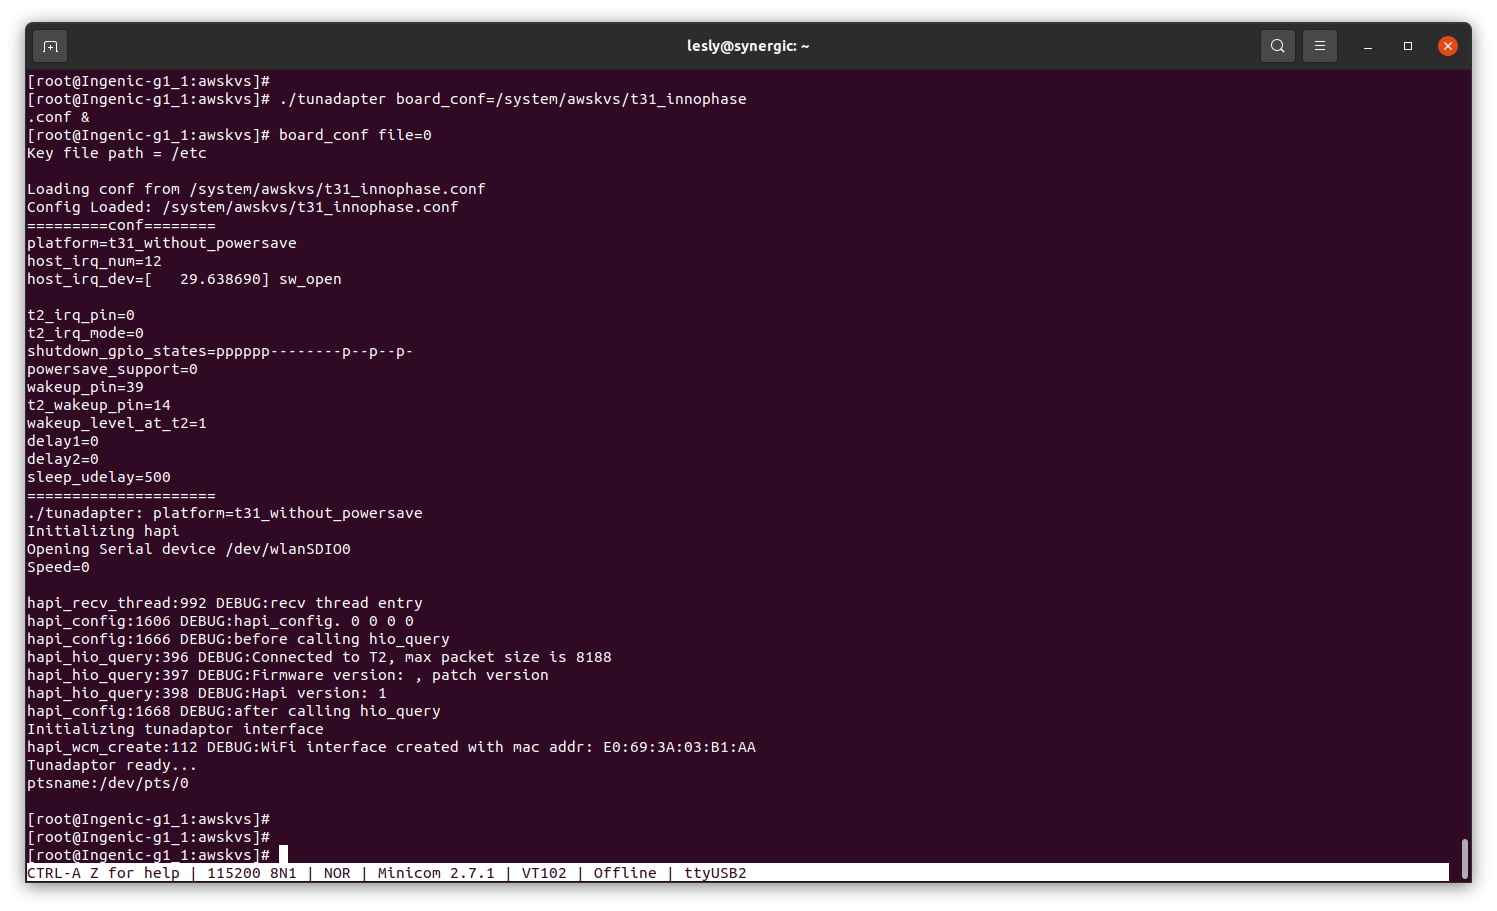 lesly@synergic: ~
[root@Ingenic-g1_1:awskvs]#
[root@Ingenic-g1_1:awskvs]# ./tunadapter board_conf=/system/awskvs/t31_innophase
.conf &
[root@Ingenic-g1_1:awskvs]# board_conf file=0
Key file path = /etc
Loading conf from /system/awskvs/t31_innophase.conf
Config Loaded: /system/awskvs/t31_innophase.conf
=========conf========
platform=t31_without_powersave
host_irq_num=12
host_irq_dev=[   29.638690] sw_open
t2_irq_pin=0
t2_irq_mode=0
shutdown_gpio_states=pppppp--------p--p--p-
powersave_support=0
wakeup_pin=39
t2_wakeup_pin=14
wakeup_level_at_t2=1
delay1=0
delay2=0
sleep_udelay=500
=====================
./tunadapter: platform=t31_without_powersave
Initializing hapi
Opening Serial device /dev/wlanSDIO0
Speed=0
hapi_recv_thread:992 DEBUG:recv thread entry
hapi_config:1606 DEBUG:hapi_config. 0 0 0 0
hapi_config:1666 DEBUG:before calling hio_query
hapi_hio_query:396 DEBUG:Connected to T2, max packet size is 8188
hapi_hio_query:397 DEBUG:Firmware version: , patch version
hapi_hio_query:398 DEBUG:Hapi version: 1
hapi_config:1668 DEBUG:after calling hio_query
Initializing tunadaptor interface
hapi_wcm_create:112 DEBUG:WiFi interface created with mac addr: E0:69:3A:03:B1:AA
Tunadaptor ready...
ptsname:/dev/pts/0
[root@Ingenic-g1_1:awskvs]#
[root@Ingenic-g1_1:awskvs]#
[root@Ingenic-g1_1:awskvs]#
CTRL-A Z for help | 115200 8N1 | NOR | Minicom 2.7.1 | VT102 | Offline | ttyUSB2